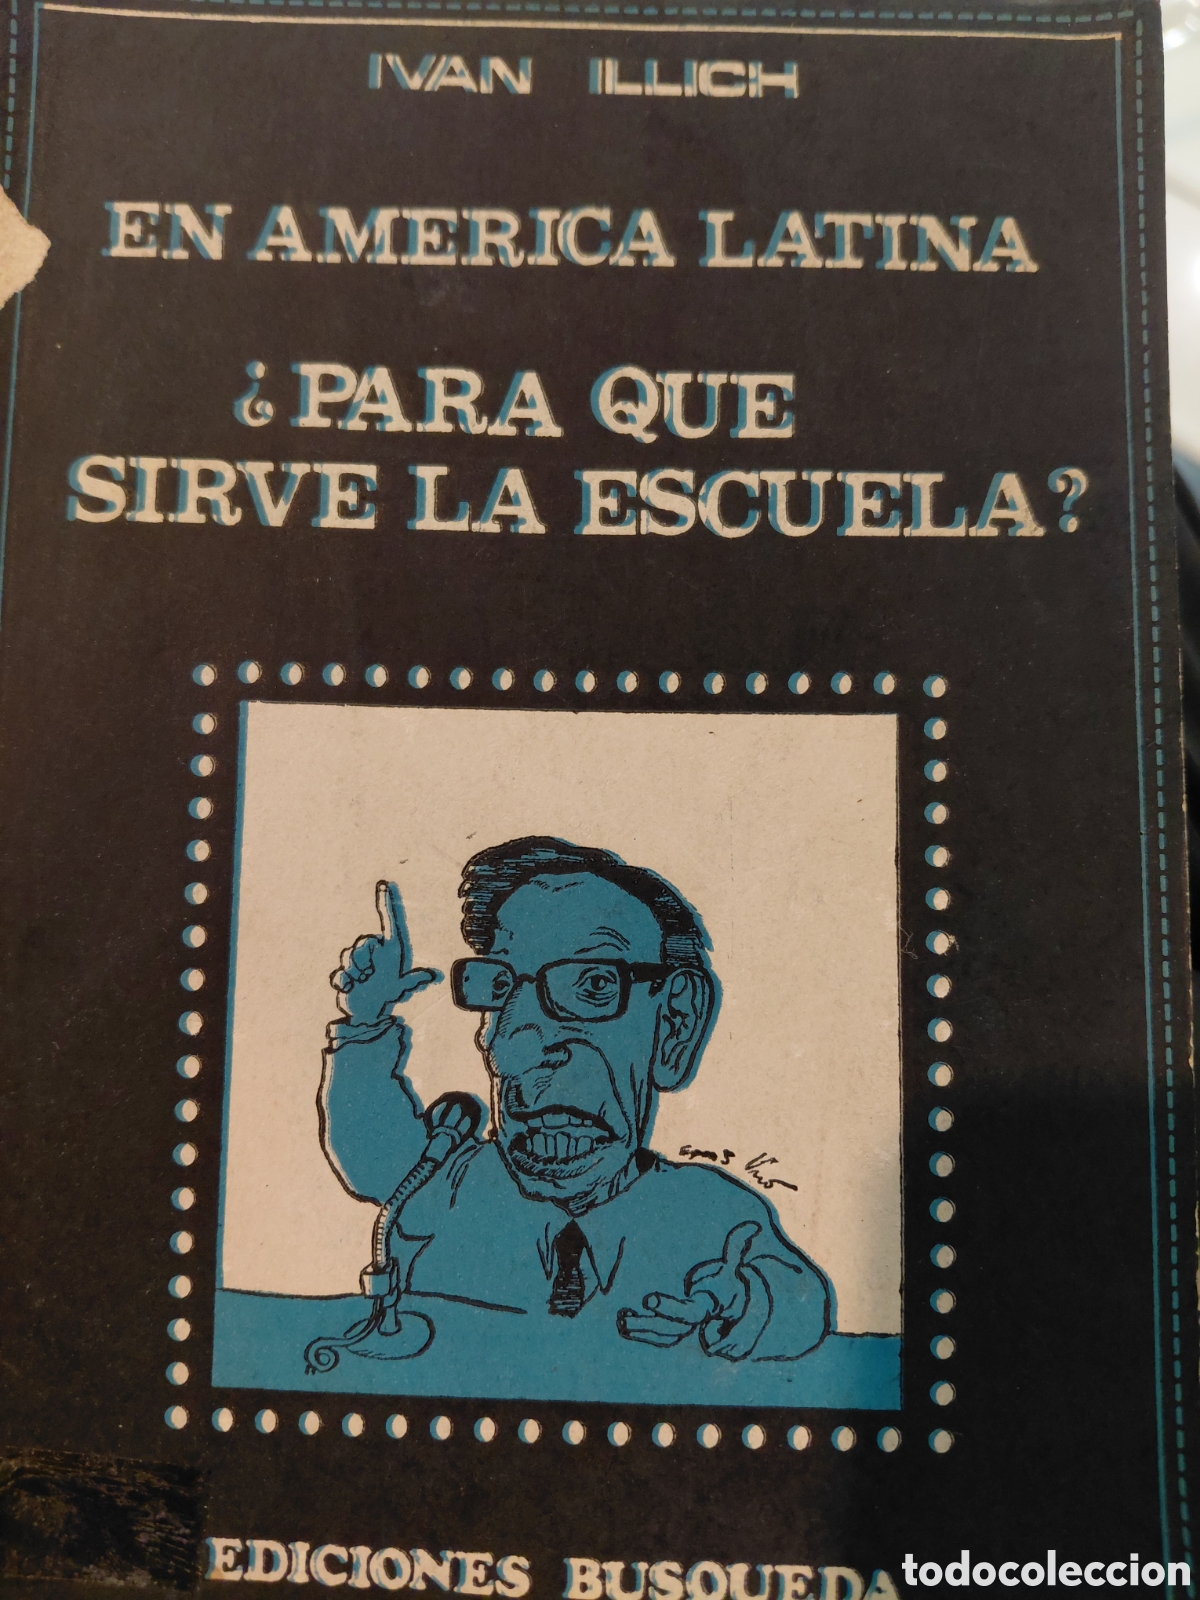 IVAN ILLICH
EN AMERICA LATINA
¿PARA QUE
SIRVE LA ESCUELA?
EDICIONES BUSQUEDA
todocoleccion